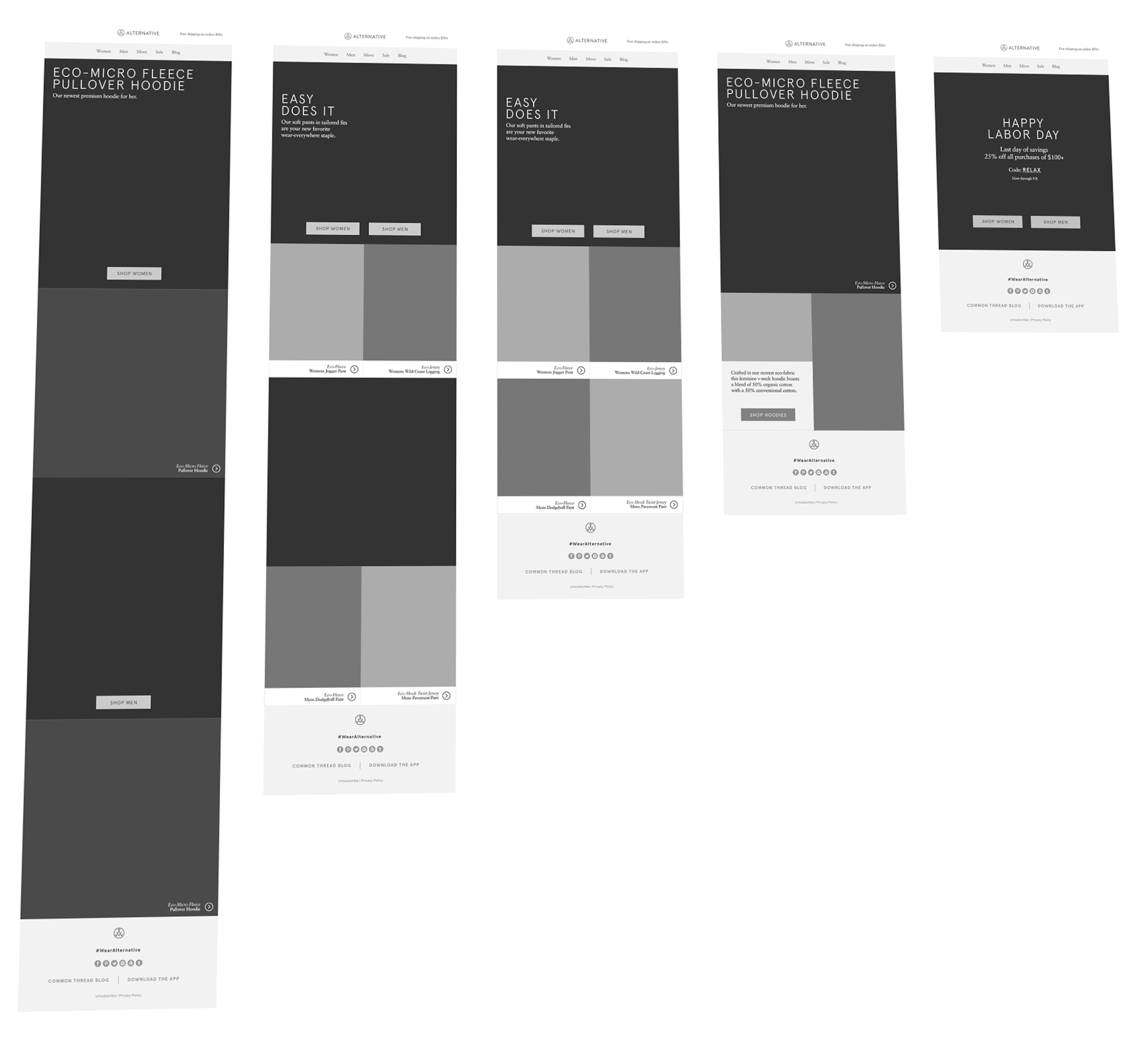 ALTERNATIVE
Free shipping on orders $50+
Women Men Move Sale Blog
ECO-MICRO FLEECE
PULLOVER HOODIE
Our newest premium hoodie for her.
SHOP WOMEN
Eco-Micro Fleece
Pullover Hoodie
SHOP MEN
Eco-Micro Fleece
Pullover Hoodie
#WearAlternative
COMMON THREAD BLOG | DOWNLOAD THE APP
Unsubscribe | Privacy Policy
ALTERNATIVE
Free shipping on orders $50+
Women Men Move Sale Blog
EASY
DOES IT
Our soft pants in tailored fits
are your new favorite
wear-everywhere staple.
SHOP WOMEN SHOP MEN
Eco-Fleece
Womens Jogger Pant
Eco-Jersey
Womens Wild Coast Legging
Eco-Fleece
Mens Dodgeball Pant
Eco Mock Twist Jersey
Mens Pavement Pant
#WearAlternative
COMMON THREAD BLOG | DOWNLOAD THE APP
Unsubscribe | Privacy Policy
ALTERNATIVE
Free shipping on orders $50+
Women Men Move Sale Blog
EASY
DOES IT
Our soft pants in tailored fits
are your new favorite
wear-everywhere staple.
SHOP WOMEN SHOP MEN
Eco-Fleece
Womens Jogger Pant
Eco-Jersey
Womens Wild Coast Legging
Eco-Fleece
Mens Dodgeball Pant
Eco Mock Twist Jersey
Mens Pavement Pant
#WearAlternative
COMMON THREAD BLOG | DOWNLOAD THE APP
Unsubscribe | Privacy Policy
ALTERNATIVE
Free shipping on orders $50+
Women Men Move Sale Blog
ECO-MICRO FLEECE
PULLOVER HOODIE
Our newest premium hoodie for her.
Eco-Micro Fleece
Pullover Hoodie
Crafted in our newest eco-fabric
this feminine v-neck hoodie boasts
a blend of 50% organic cotton
with a 50% conventional cotton.
SHOP HOODIES
#WearAlternative
COMMON THREAD BLOG | DOWNLOAD THE APP
Unsubscribe | Privacy Policy
ALTERNATIVE
Free shipping on orders $50+
Women Men Move Sale Blog
HAPPY
LABOR DAY
Last day of savings
25% off all purchases of $100+
Code: RELAX
Now through 9/8
SHOP WOMEN SHOP MEN
#WearAlternative
COMMON THREAD BLOG | DOWNLOAD THE APP
Unsubscribe | Privacy Policy